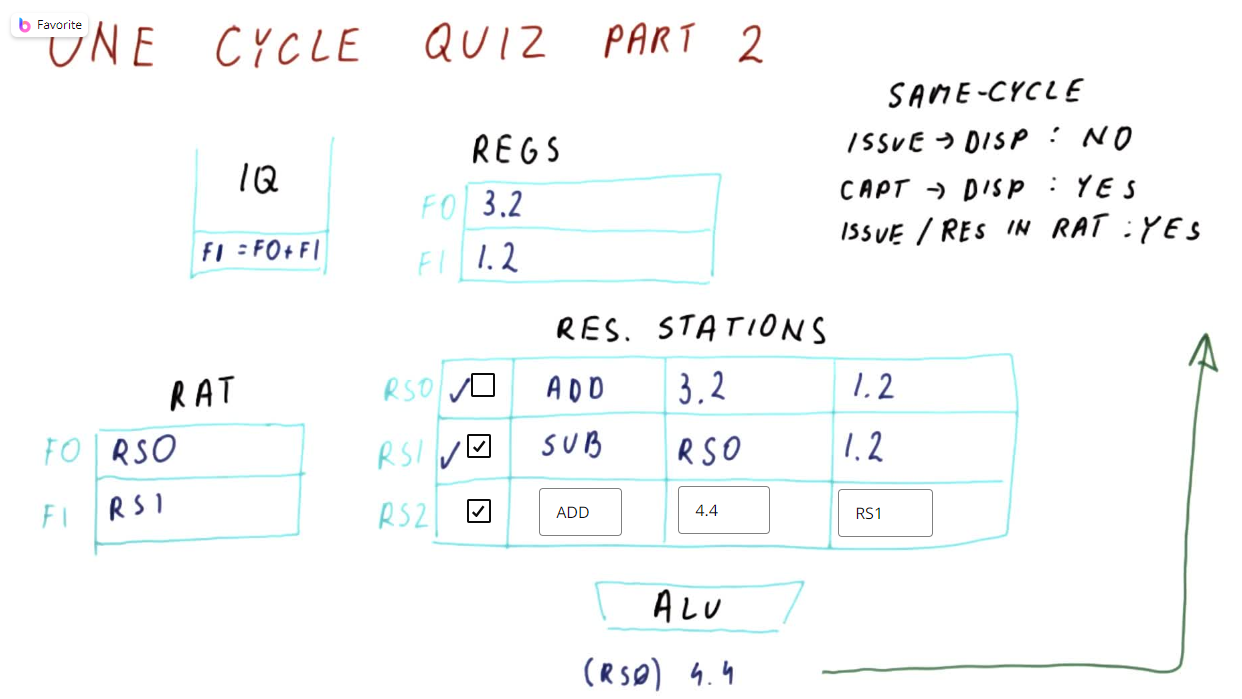 Favorite
ONE CYCLE QUIZ PART 2
SAME-CYCLE
ISSUE → DISP : NO
CAPT → DISP : YES
ISSUE / RES IN RAT : YES
IQ
F1 = F0 + F1
REGS
F0 3.2
F1 1.2
RES. STATIONS
RS0 ✓ ADD 3.2 1.2
RS1 ✓ ✓ SUB RS0 1.2
RS2 ✓ ADD 4.4 RS1
RAT
F0 RS0
F1 RS1
ALU
(RS0) 4.4